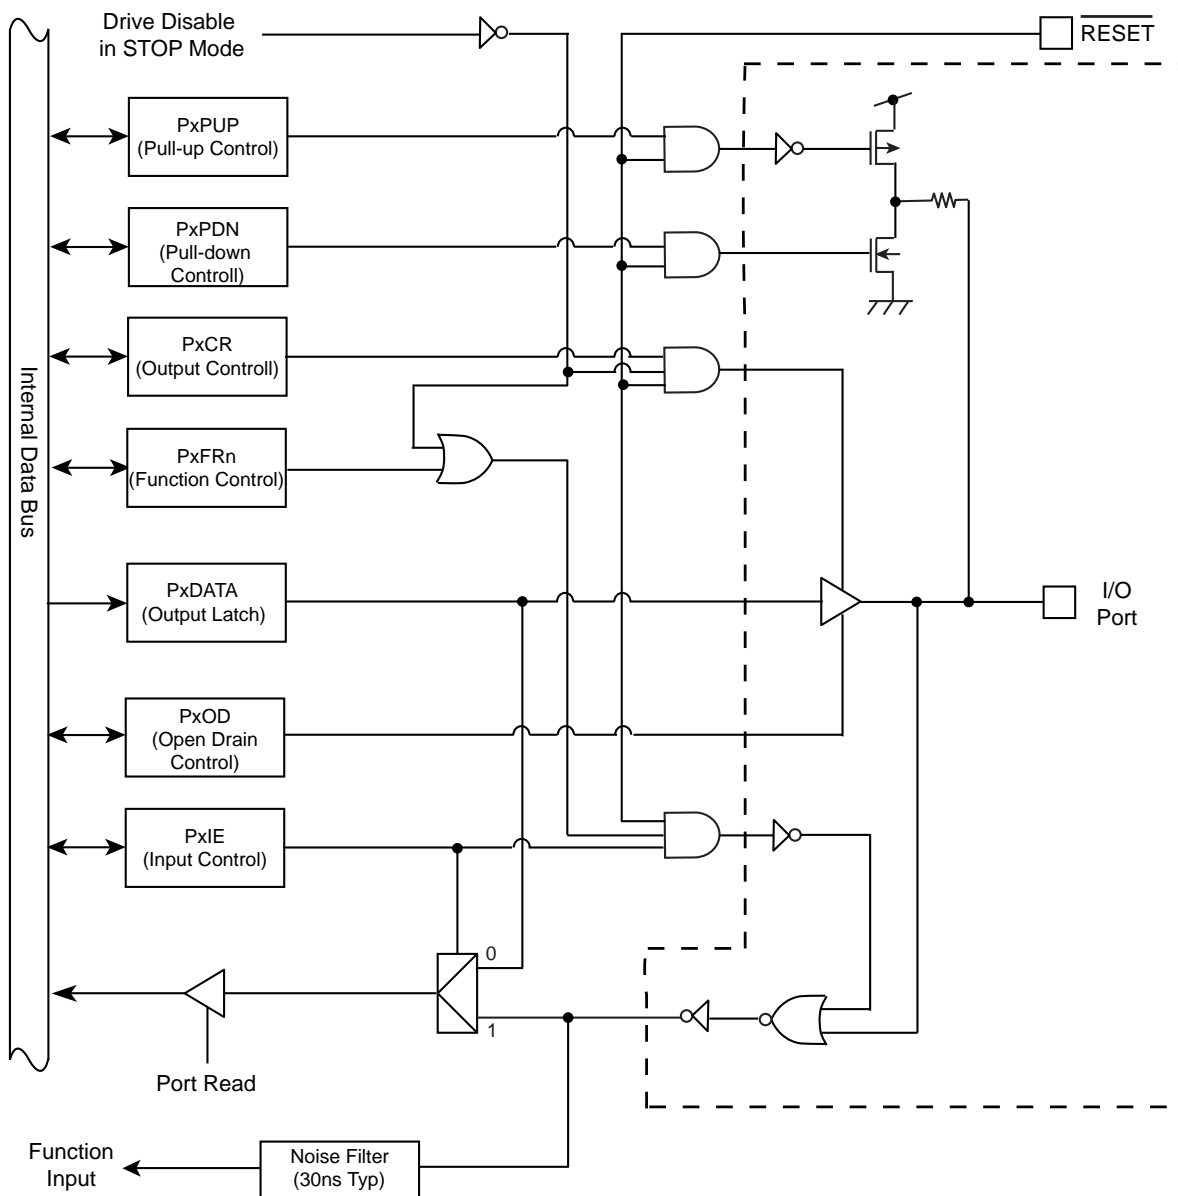 Drive Disable
in STOP Mode
RESET
PxPUP
(Pull-up Control)
PxPDN
(Pull-down
Controll)
PxCR
(Output Controll)
Internal Data Bus
PxFRn
(Function Control)
PxDATA
(Output Latch)
I/O
Port
PxOD
(Open Drain
Control)
PxIE
(Input Control)
0
1
Port Read
Function
Input
Noise Filter
(30ns Typ)